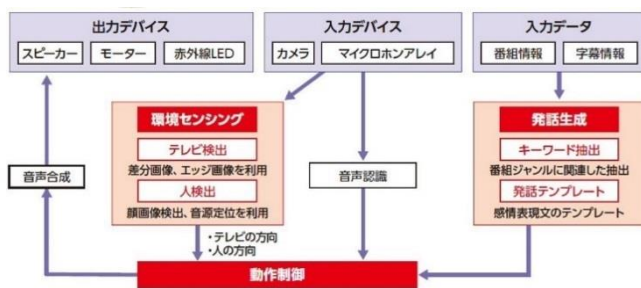 出力デバイス
スピーカー
モーター
赤外線LED
入力デバイス
カメラ
マイクロホンアレイ
入力データ
番組情報
字幕情報
環境センシング
テレビ検出
差分画像、エッジ画像を利用
人検出
顔画像検出、音源定位を利用
発話生成
キーワード抽出
番組ジャンルに関連した抽出
発話テンプレート
感情表現文のテンプレート
音声合成
音声認識
・テレビの方向
・人の方向
動作制御